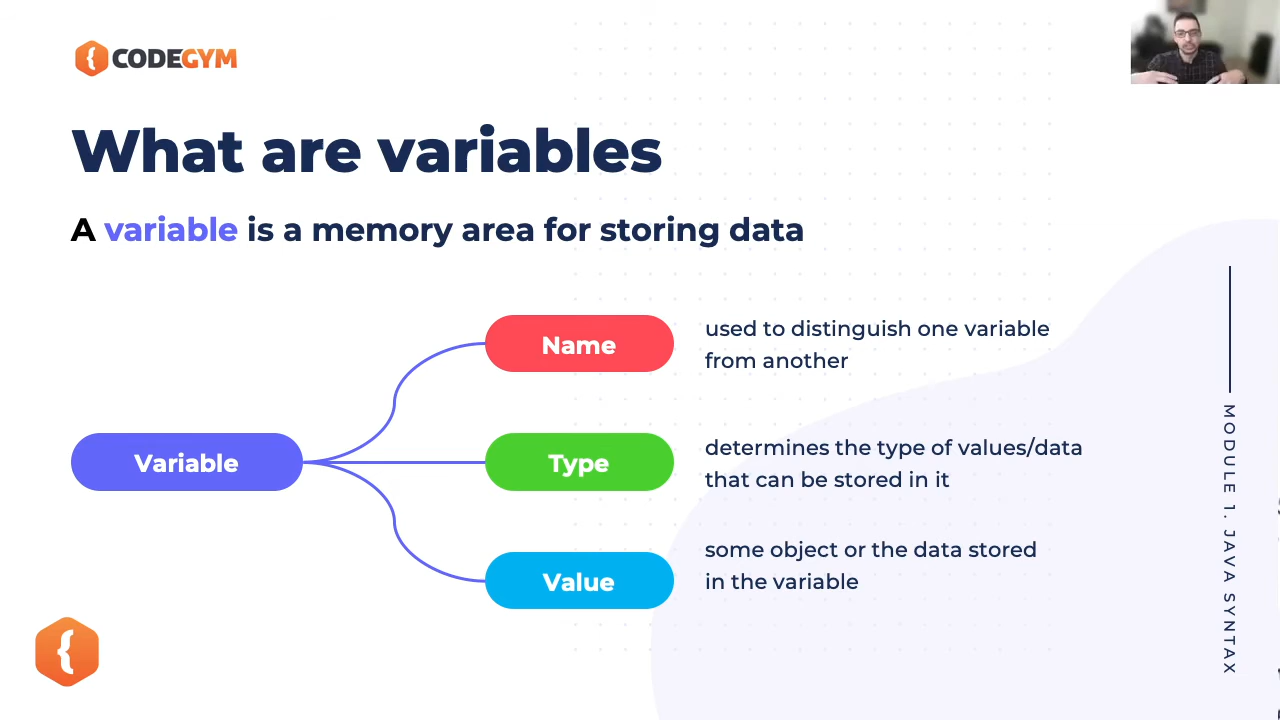 CODEGYM
What are variables
A variable is a memory area for storing data
Variable
Name
used to distinguish one variable
from another
Type
determines the type of values/data
that can be stored in it
Value
some object or the data stored
in the variable
MODULE 1. JAVA SYNTAX